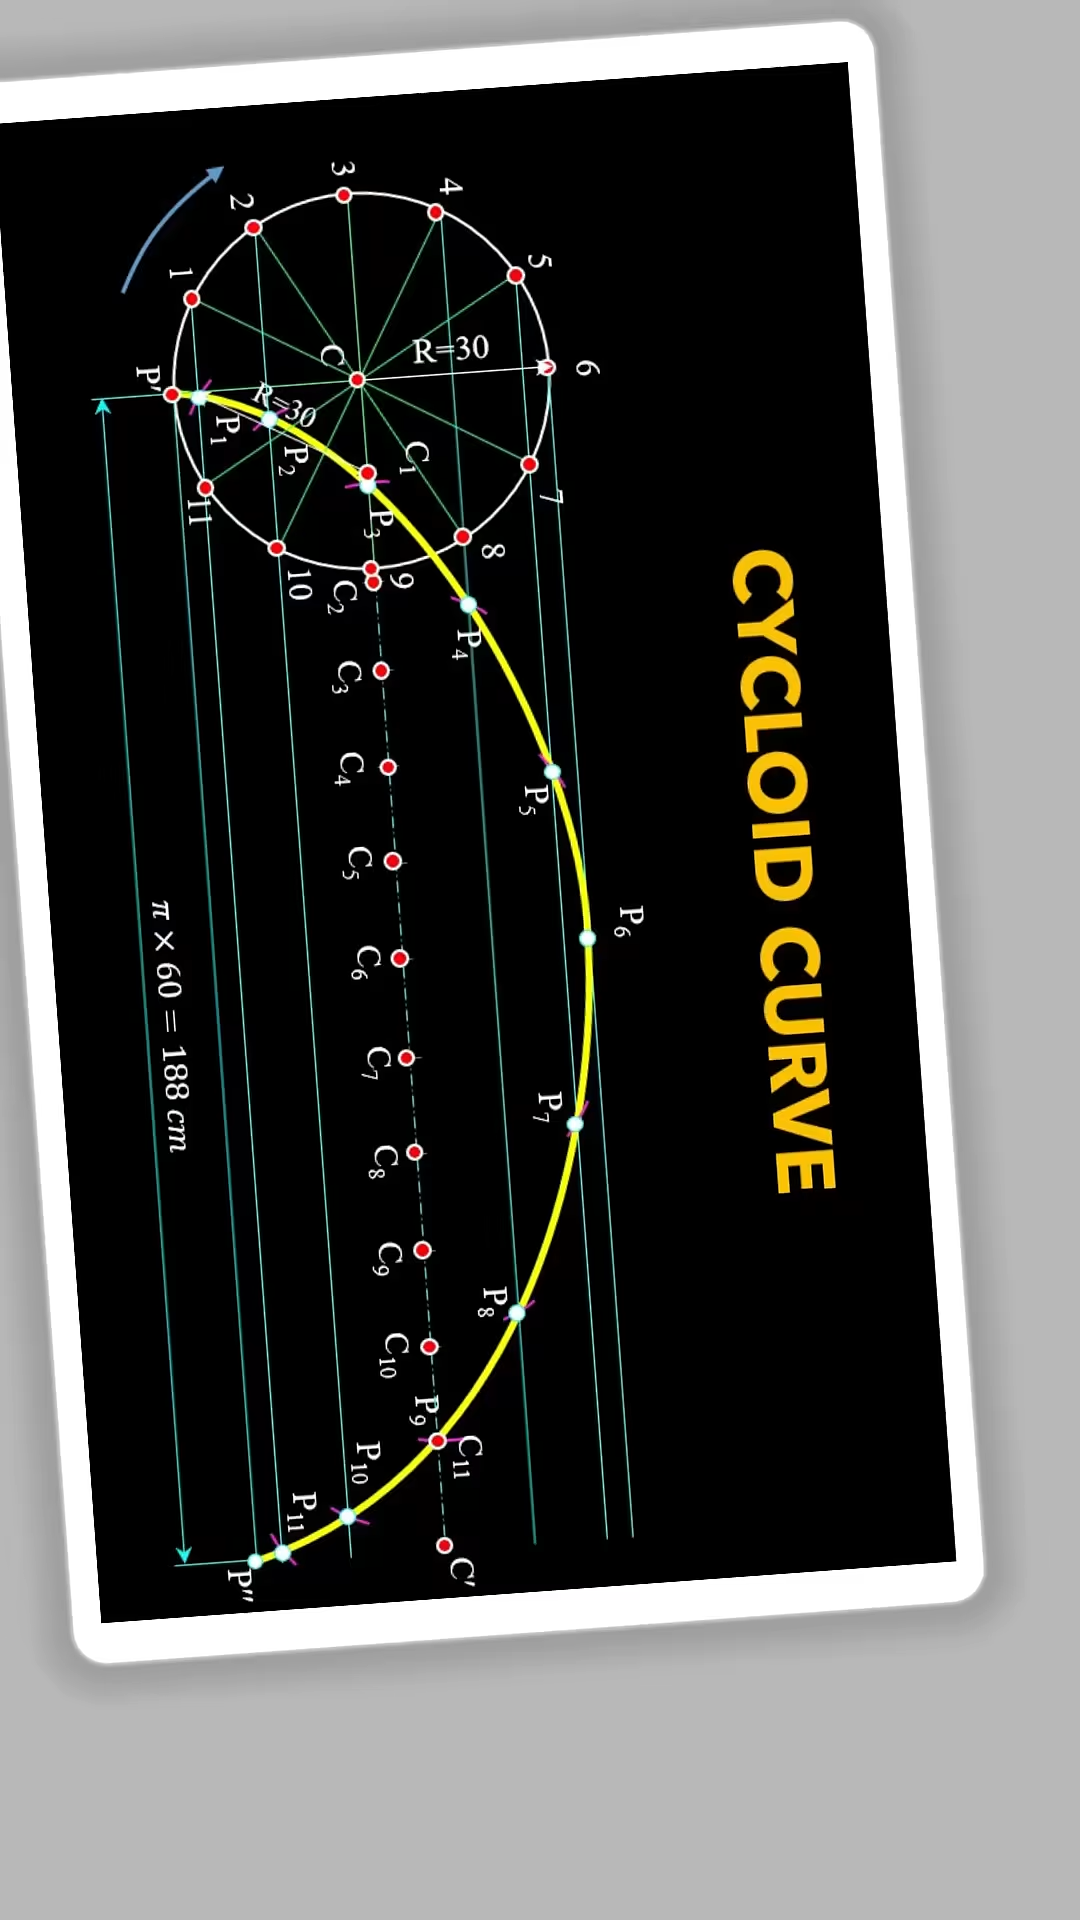 CYCLOID CURVE
3
4
2
5
1
6
C
R=30
P'
R=30
P₁
P₂
C₁
7
11
P₃
8
10
C₂
9
P₄
C₃
C₄
P₅
C₅
P₆
C₆
C₇
P₇
C₈
C₉
P₈
C₁₀
P₉
C₁₁
P₁₀
P₁₁
C'
P''
π × 60 = 188 cm